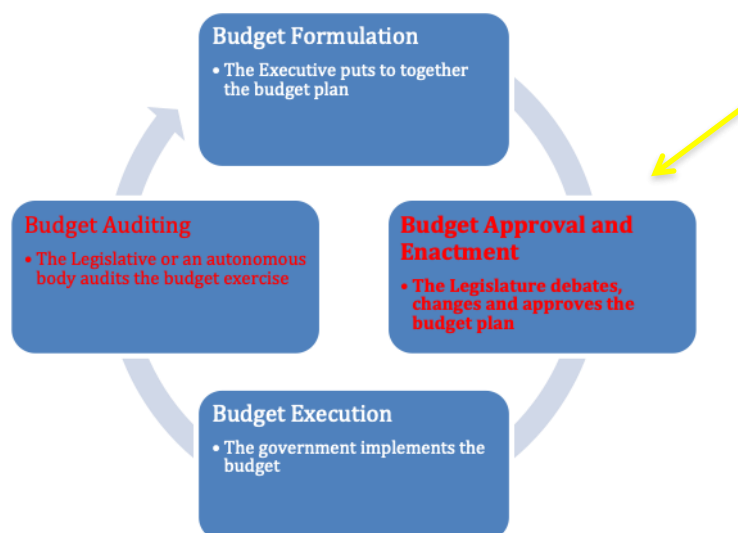 Budget Formulation
• The Executive puts to together
the budget plan
Budget Auditing
• The Legislative or an autonomous
body audits the budget exercise
Budget Approval and
Enactment
• The Legislature debates,
changes and approves the
budget plan
Budget Execution
• The government implements the
budget